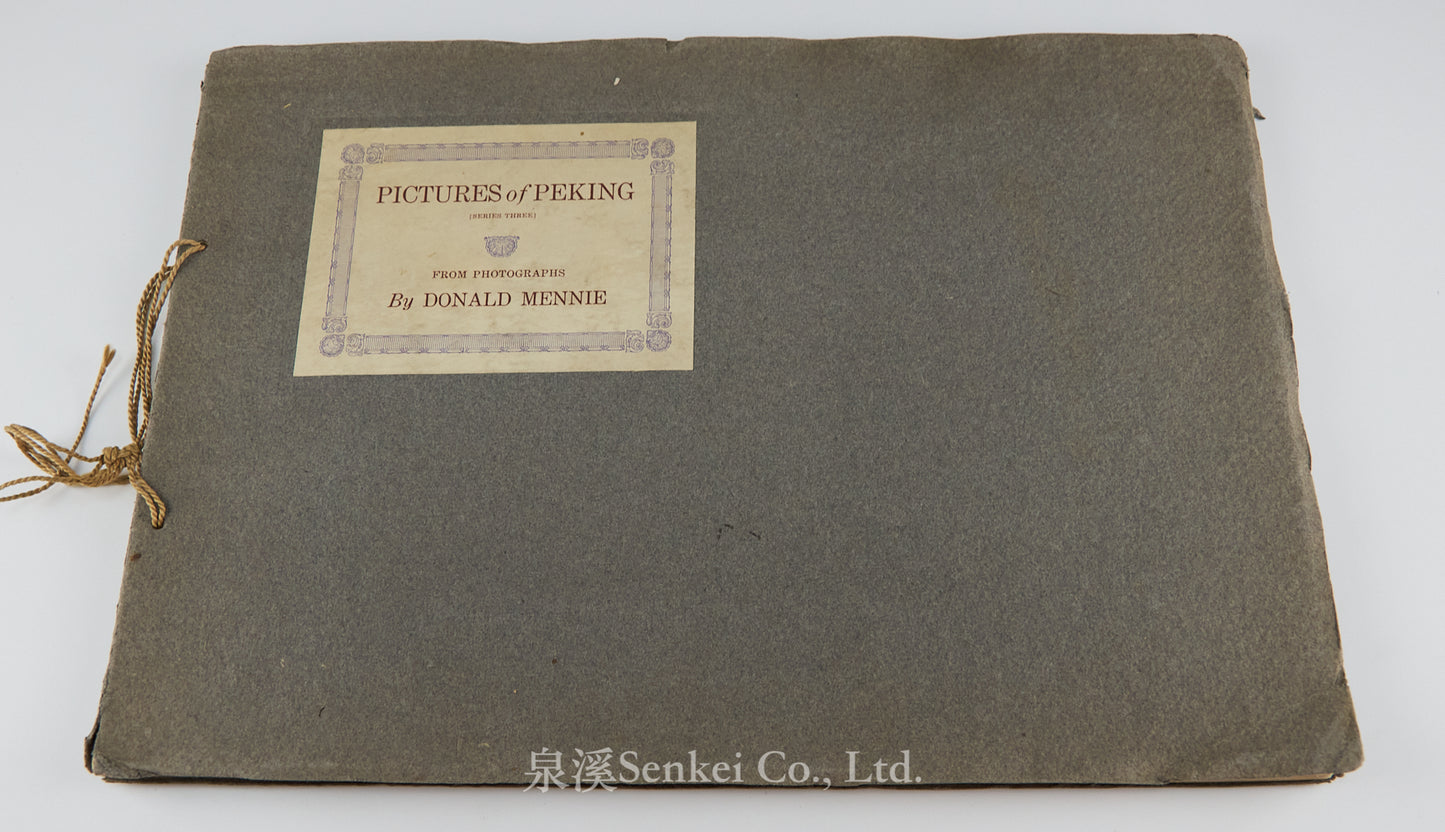 PICTURES of PEKING
[SERIES THREE]
FROM PHOTOGRAPHS
By DONALD MENNIE
泉溪Senkei Co., Ltd.